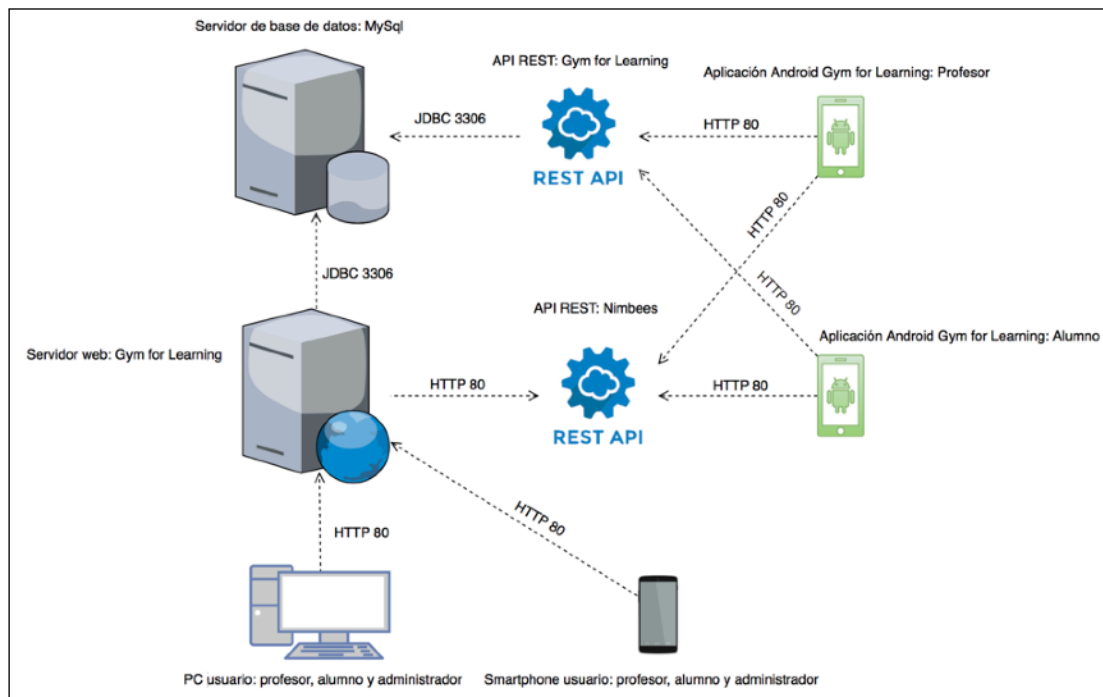 Servidor de base de datos: MySql
API REST: Gym for Learning
Aplicación Android Gym for Learning: Profesor
JDBC 3306
HTTP 80
REST API
HTTP 80
JDBC 3306
HTTP 80
API REST: Nimbees
Aplicación Android Gym for Learning: Alumno
Servidor web: Gym for Learning
HTTP 80
HTTP 80
REST API
HTTP 80
HTTP 80
PC usuario: profesor, alumno y administrador
Smartphone usuario: profesor, alumno y administrador